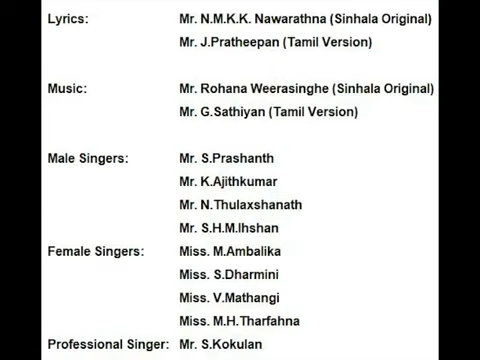 Lyrics: Mr. N.M.K.K. Nawarathna (Sinhala Original)
Mr. J.Pratheepan (Tamil Version)
Music: Mr. Rohana Weerasinghe (Sinhala Original)
Mr. G.Sathiyan (Tamil Version)
Male Singers: Mr. S.Prashanth
Mr. K.Ajithkumar
Mr. N.Thulaxshanath
Mr. S.H.M.Ihshan
Female Singers: Miss. M.Ambalika
Miss. S.Dharmini
Miss. V.Mathangi
Miss. M.H.Tharfahna
Professional Singer: Mr. S.Kokulan